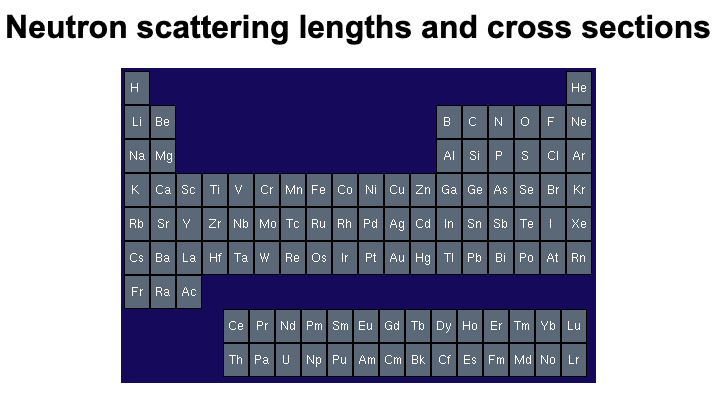 Neutron scattering lengths and cross sections
H He
Li Be B C N O F Ne
Na Mg Al Si P S Cl Ar
K Ca Sc Ti V Cr Mn Fe Co Ni Cu Zn Ga Ge As Se Br Kr
Rb Sr Y Zr Nb Mo Tc Ru Rh Pd Ag Cd In Sn Sb Te I Xe
Cs Ba La Hf Ta W Re Os Ir Pt Au Hg Tl Pb Bi Po At Rn
Fr Ra Ac
Ce Pr Nd Pm Sm Eu Gd Tb Dy Ho Er Tm Yb Lu
Th Pa U Np Pu Am Cm Bk Cf Es Fm Md No Lr